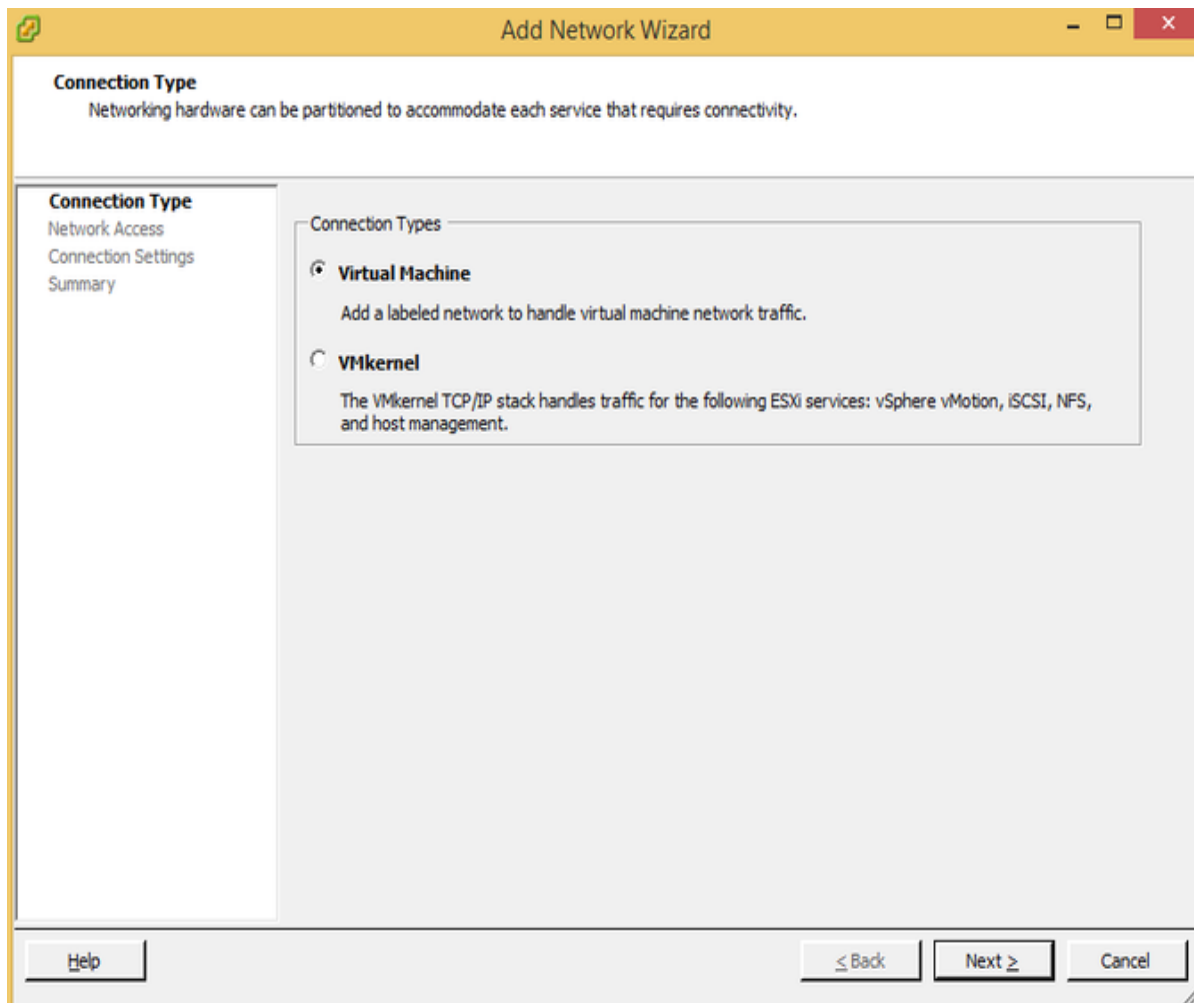 Add Network Wizard
Connection Type
Networking hardware can be partitioned to accommodate each service that requires connectivity.
Connection Type
Network Access
Connection Settings
Summary
Connection Types
Virtual Machine
Add a labeled network to handle virtual machine network traffic.
VMkernel
The VMkernel TCP/IP stack handles traffic for the following ESXi services: vSphere vMotion, iSCSI, NFS,
and host management.
Help
< Back
Next >
Cancel